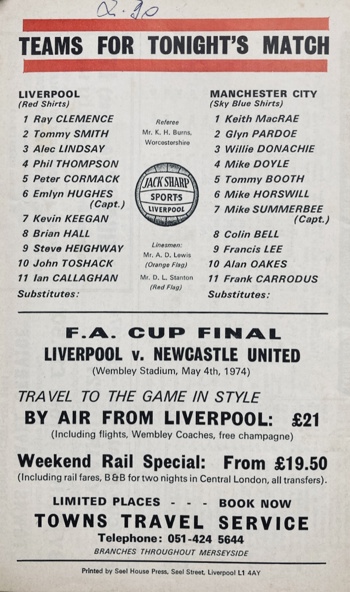 TEAMS FOR TONIGHT'S MATCH
LIVERPOOL
(Red Shirts)
1 Ray CLEMENCE
2 Tommy SMITH
3 Alec LINDSAY
4 Phil THOMPSON
5 Peter CORMACK
6 Emlyn HUGHES
(Capt.)
7 Kevin KEEGAN
8 Brian HALL
9 Steve HEIGHWAY
10 John TOSHACK
11 Ian CALLAGHAN
Substitutes:
Referee
Mr. K. H. Burns,
Worcestershire
JACK SHARP
SPORTS
LIVERPOOL
Linesmen:
Mr. A. D. Lewis
(Orange Flag)
Mr. D. L. Stanton
(Red Flag)
MANCHESTER CITY
(Sky Blue Shirts)
1 Keith MacRAE
2 Glyn PARDOE
3 Willie DONACHIE
4 Mike DOYLE
5 Tommy BOOTH
6 Mike HORSWILL
7 Mike SUMMERBEE
(Capt.)
8 Colin BELL
9 Francis LEE
10 Alan OAKES
11 Frank CARRODUS
Substitutes:
F.A. CUP FINAL
LIVERPOOL v. NEWCASTLE UNITED
(Wembley Stadium, May 4th, 1974)
TRAVEL TO THE GAME IN STYLE
BY AIR FROM LIVERPOOL: £21
(Including flights, Wembley Coaches, free champagne)
Weekend Rail Special: From £19.50
(Including rail fares, B&B for two nights in Central London, all transfers).
LIMITED PLACES - - - BOOK NOW
TOWNS TRAVEL SERVICE
Telephone: 051-424 5644
BRANCHES THROUGHOUT MERSEYSIDE
Printed by Seel House Press, Seel Street, Liverpool L1 4AY